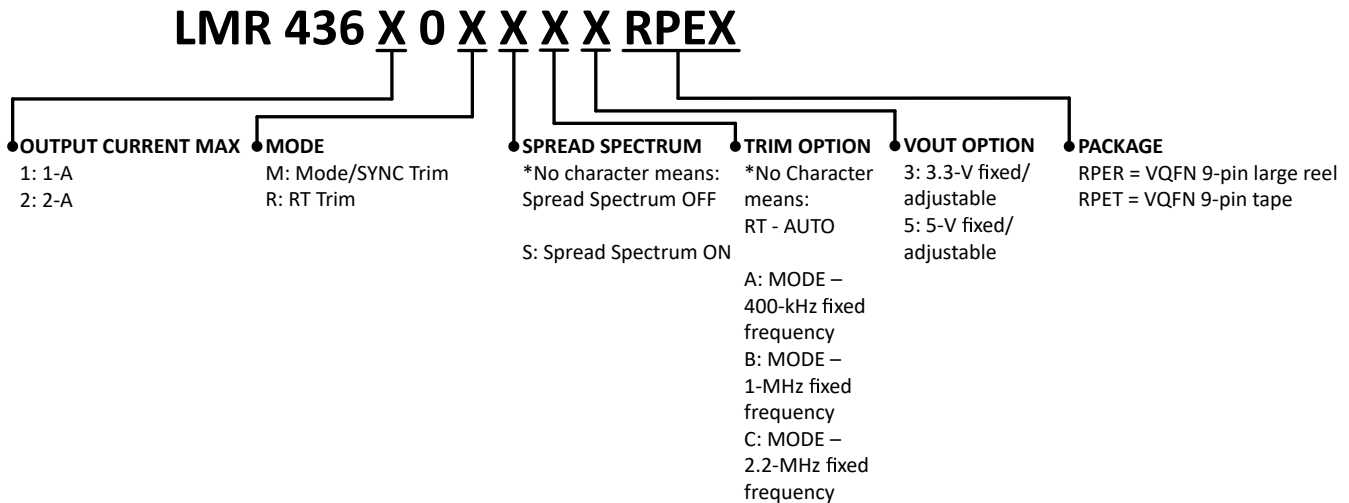 LMR 436 X 0 X X X X RPEX
OUTPUT CURRENT MAX
1: 1-A
2: 2-A
MODE
M: Mode/SYNC Trim
R: RT Trim
SPREAD SPECTRUM
*No character means:
Spread Spectrum OFF
S: Spread Spectrum ON
TRIM OPTION
*No Character
means:
RT - AUTO
A: MODE –
400-kHz fixed
frequency
B: MODE –
1-MHz fixed
frequency
C: MODE –
2.2-MHz fixed
frequency
VOUT OPTION
3: 3.3-V fixed/
adjustable
5: 5-V fixed/
adjustable
PACKAGE
RPER = VQFN 9-pin large reel
RPET = VQFN 9-pin tape